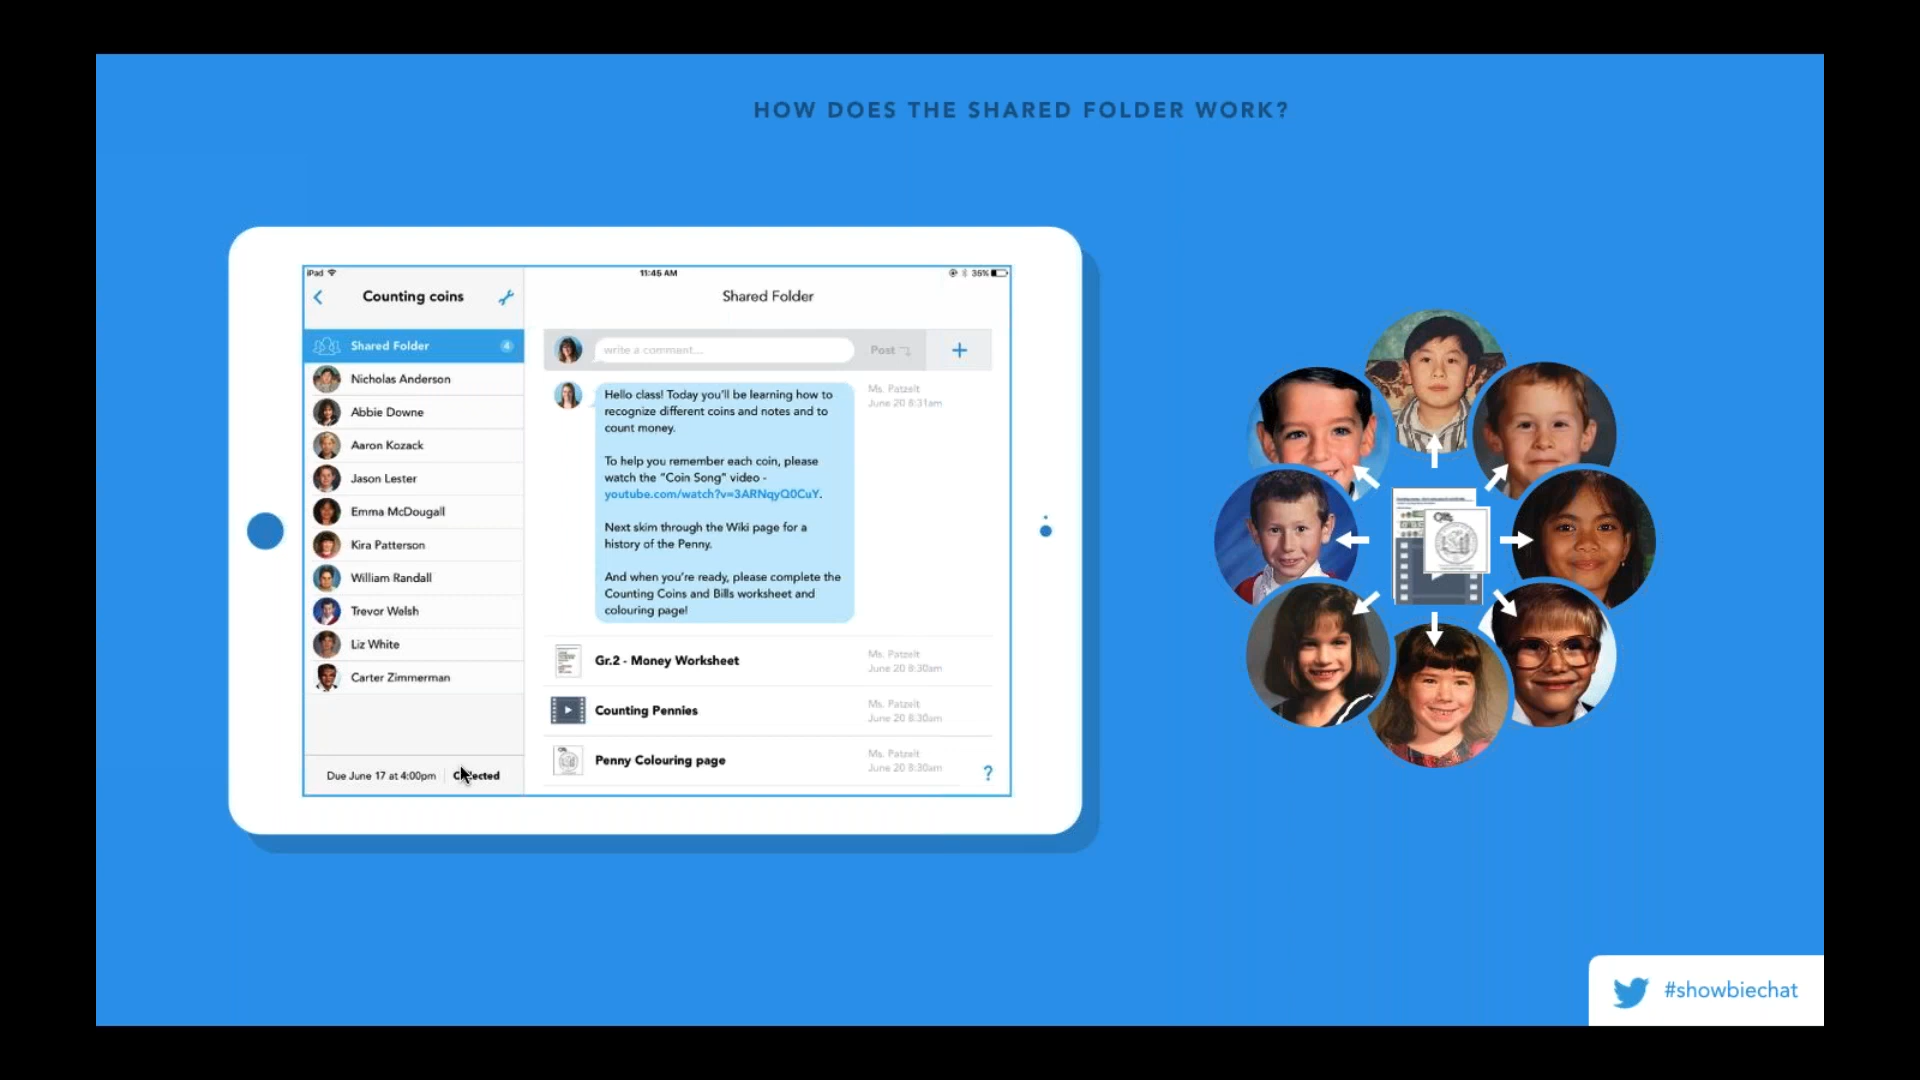 HOW DOES THE SHARED FOLDER WORK?
iPad
11:45 AM
36%
Counting coins
Shared Folder
Shared Folder
4
Nicholas Anderson
Abbie Downe
Aaron Kozack
Jason Lester
Emma McDougall
Kira Patterson
William Randall
Trevor Welsh
Liz White
Carter Zimmerman
Due June 17 at 4:00pm
write a comment...
Post
+
Hello class! Today you'll be learning how to
recognize different coins and notes and to
count money.
To help you remember each coin, please
watch the "Coin Song" video -
youtube.com/watch?v=3ARNqyQ0CuY.
Next skim through the Wiki page for a
history of the Penny.
And when you're ready, please complete the
Counting Coins and Bills worksheet and
colouring page!
Ms. Patzelt
June 20 8:31am
Gr.2 - Money Worksheet
Ms. Patzelt
June 20 8:30am
Counting Pennies
Ms. Patzelt
June 20 8:30am
Penny Colouring page
Ms. Patzelt
June 20 8:30am
?
#showbiechat